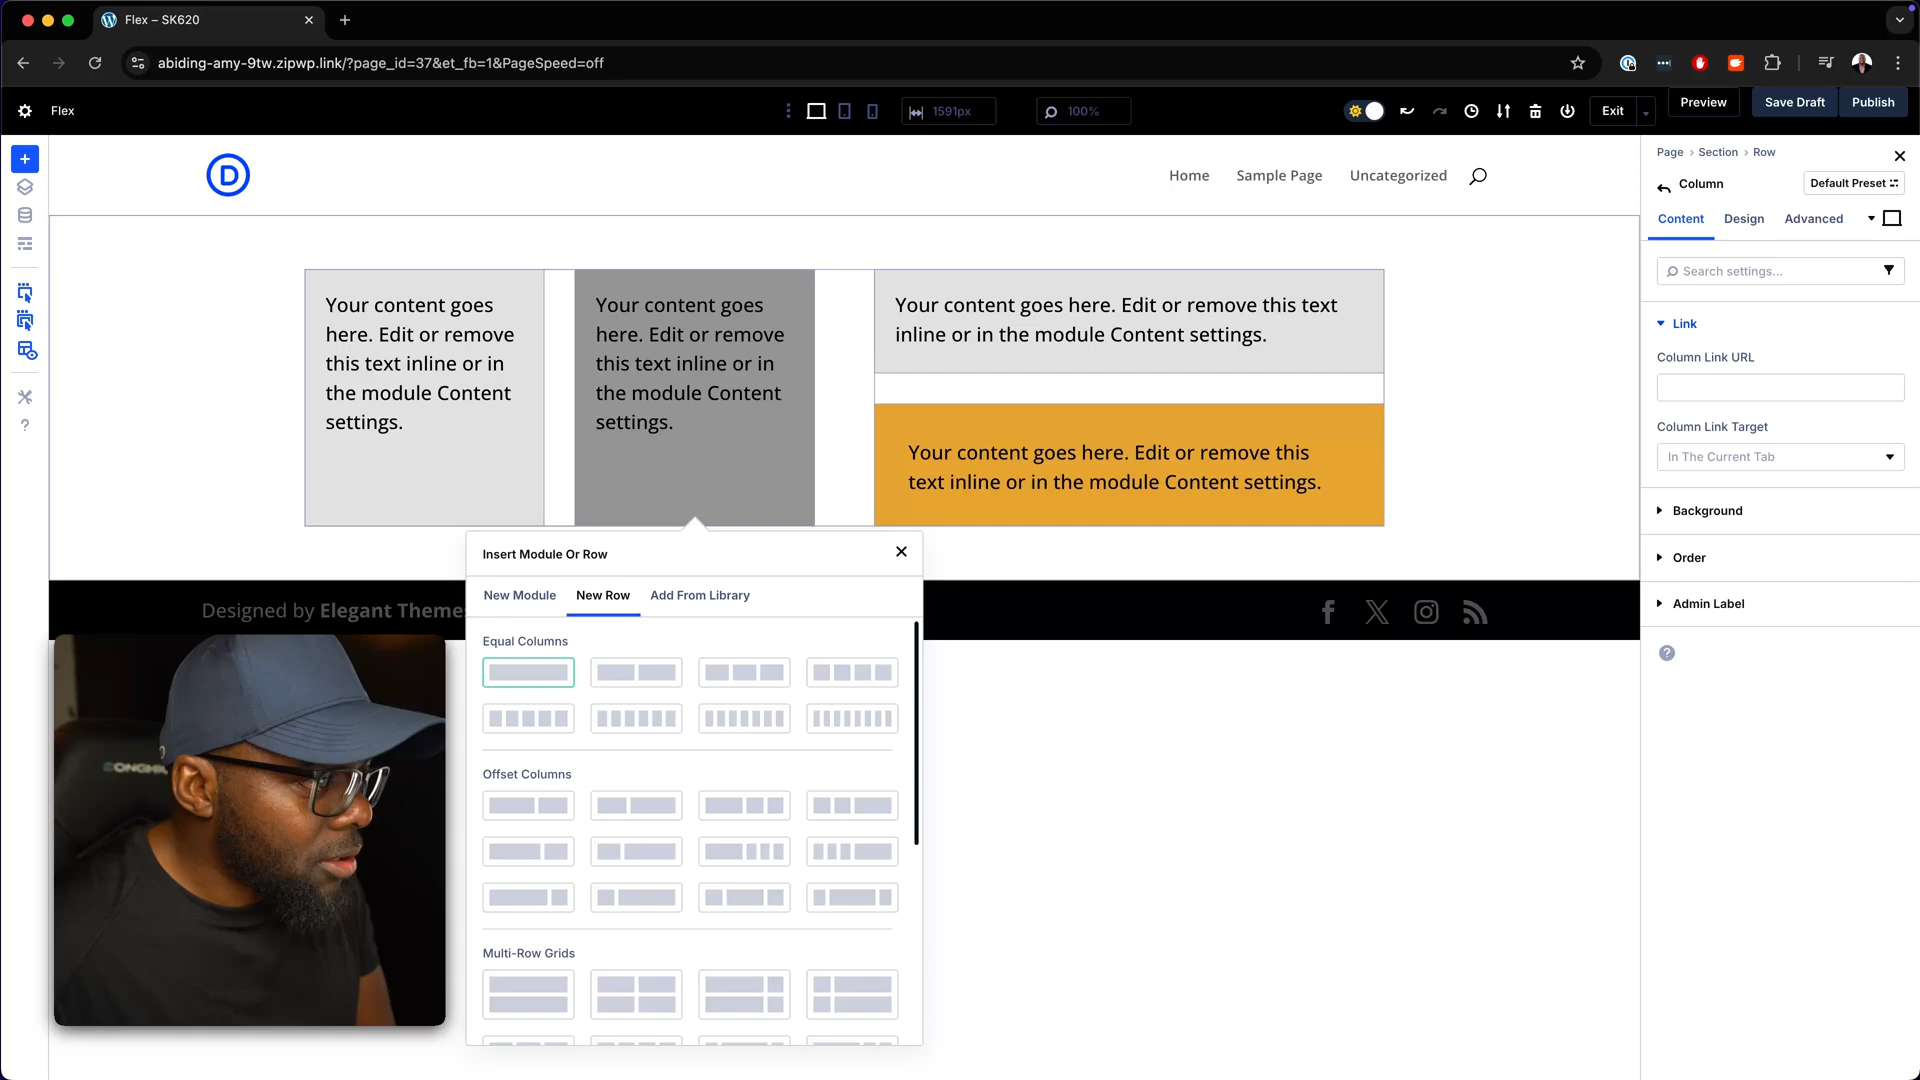 Flex – SK620
abiding-amy-9tw.zipwp.link/?page_id=37&et_fb=1&PageSpeed=off
Flex
1591px
100%
Exit
Preview
Save Draft
Publish
D
Home
Sample Page
Uncategorized
Your content goes
here. Edit or remove
this text inline or in
the module Content
settings.
Your content goes
here. Edit or remove
this text inline or in
the module Content
settings.
Your content goes here. Edit or remove this text
inline or in the module Content settings.
Your content goes here. Edit or remove this
text inline or in the module Content settings.
Designed by Elegant Themes
Insert Module Or Row
New Module
New Row
Add From Library
Equal Columns
Offset Columns
Multi-Row Grids
Page › Section › Row
Column
Default Preset
Content
Design
Advanced
Search settings...
Link
Column Link URL
Column Link Target
In The Current Tab
Background
Order
Admin Label